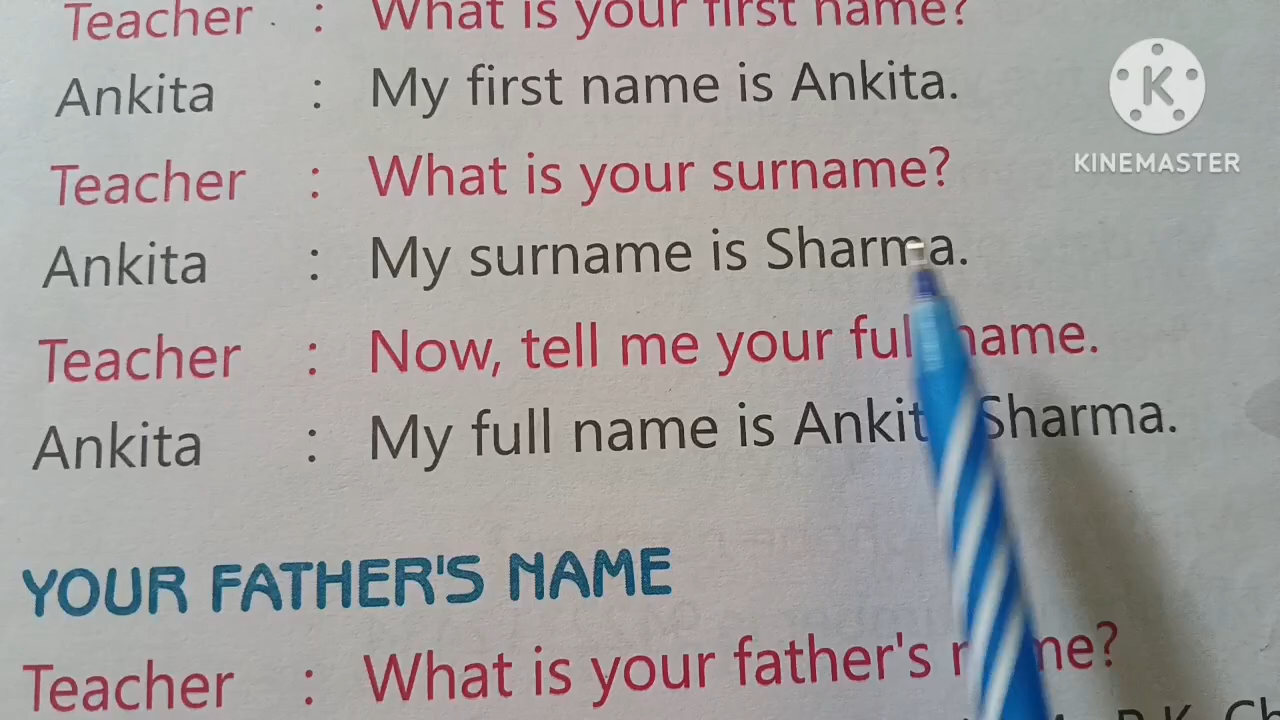 Teacher : What is your first name?
Ankita : My first name is Ankita.
Teacher : What is your surname?
Ankita : My surname is Sharma.
Teacher : Now, tell me your full name.
Ankita : My full name is Ankita Sharma.
YOUR FATHER'S NAME
Teacher : What is your father's name?
KINEMASTER